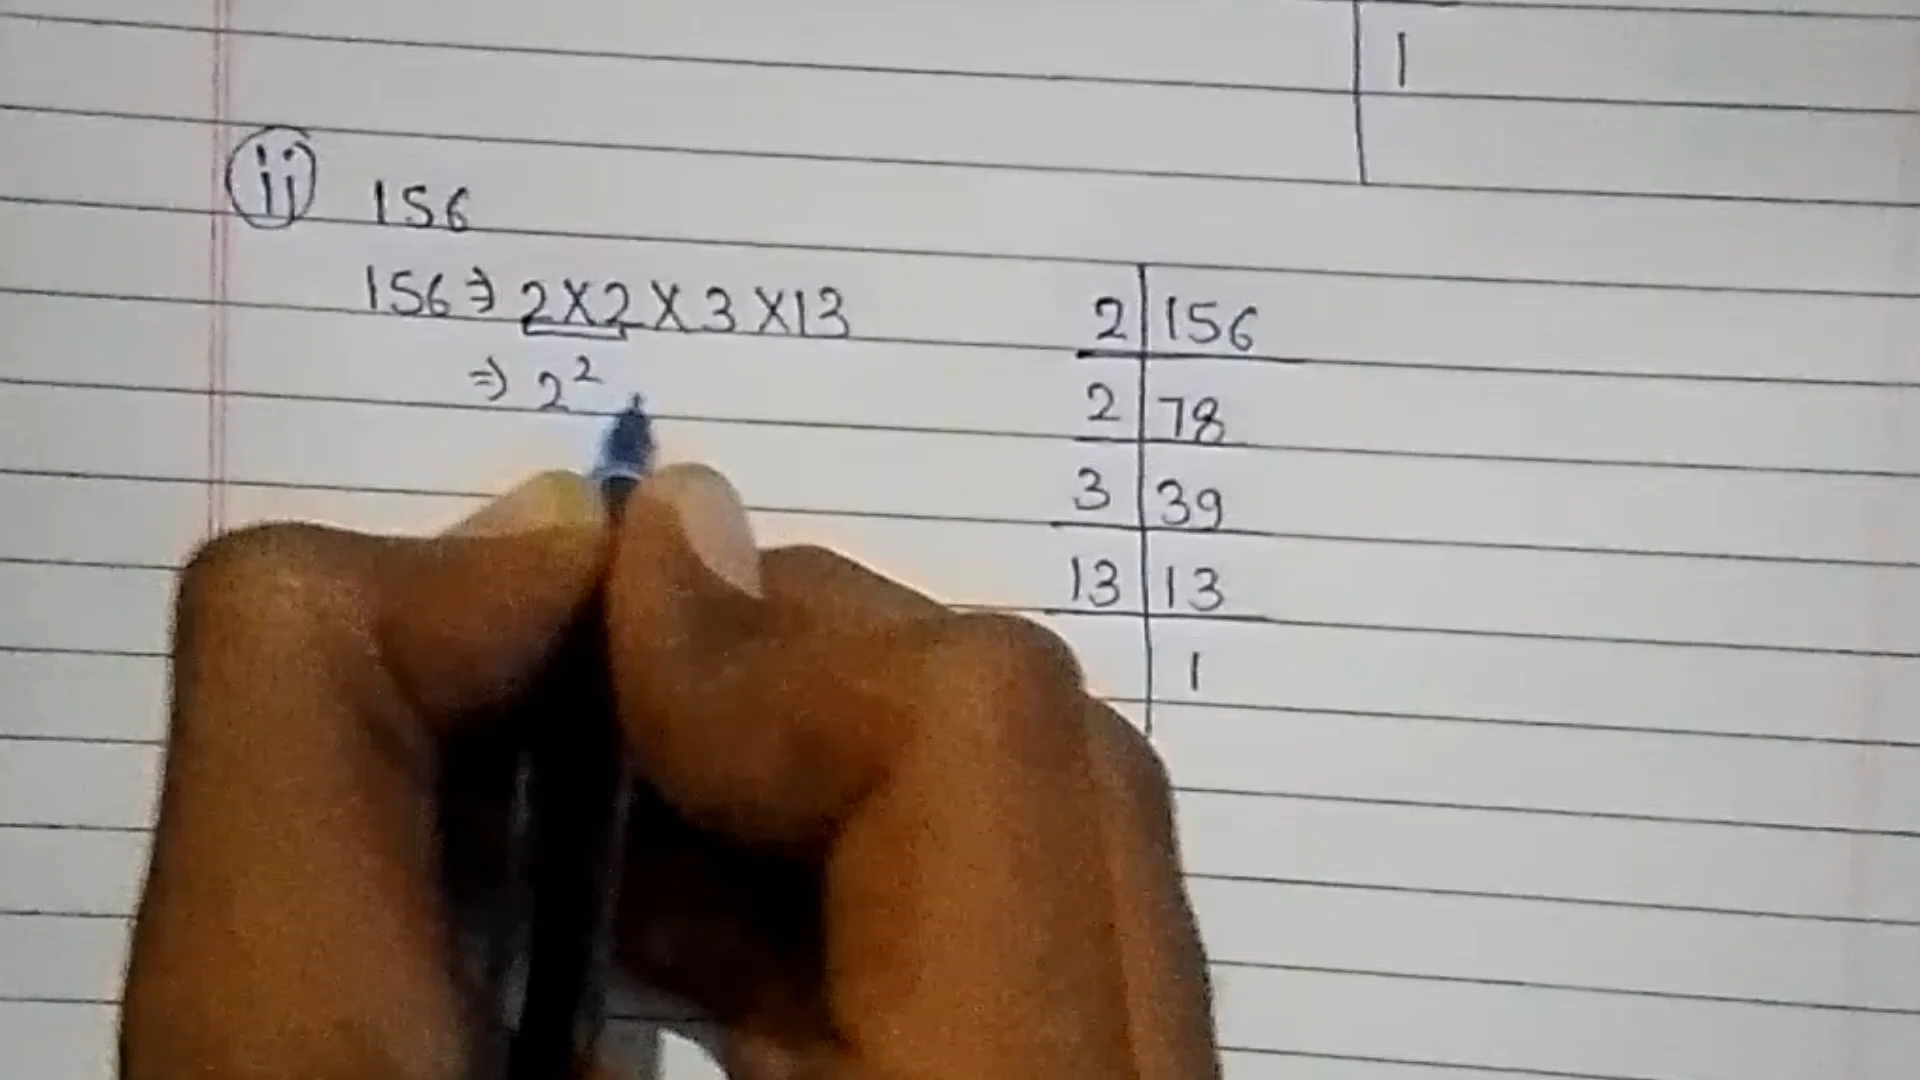 1
ii 156
156 ⇒ 2×2×3×13
⇒ 2²
2 | 156
2 | 78
3 | 39
13 | 13
1